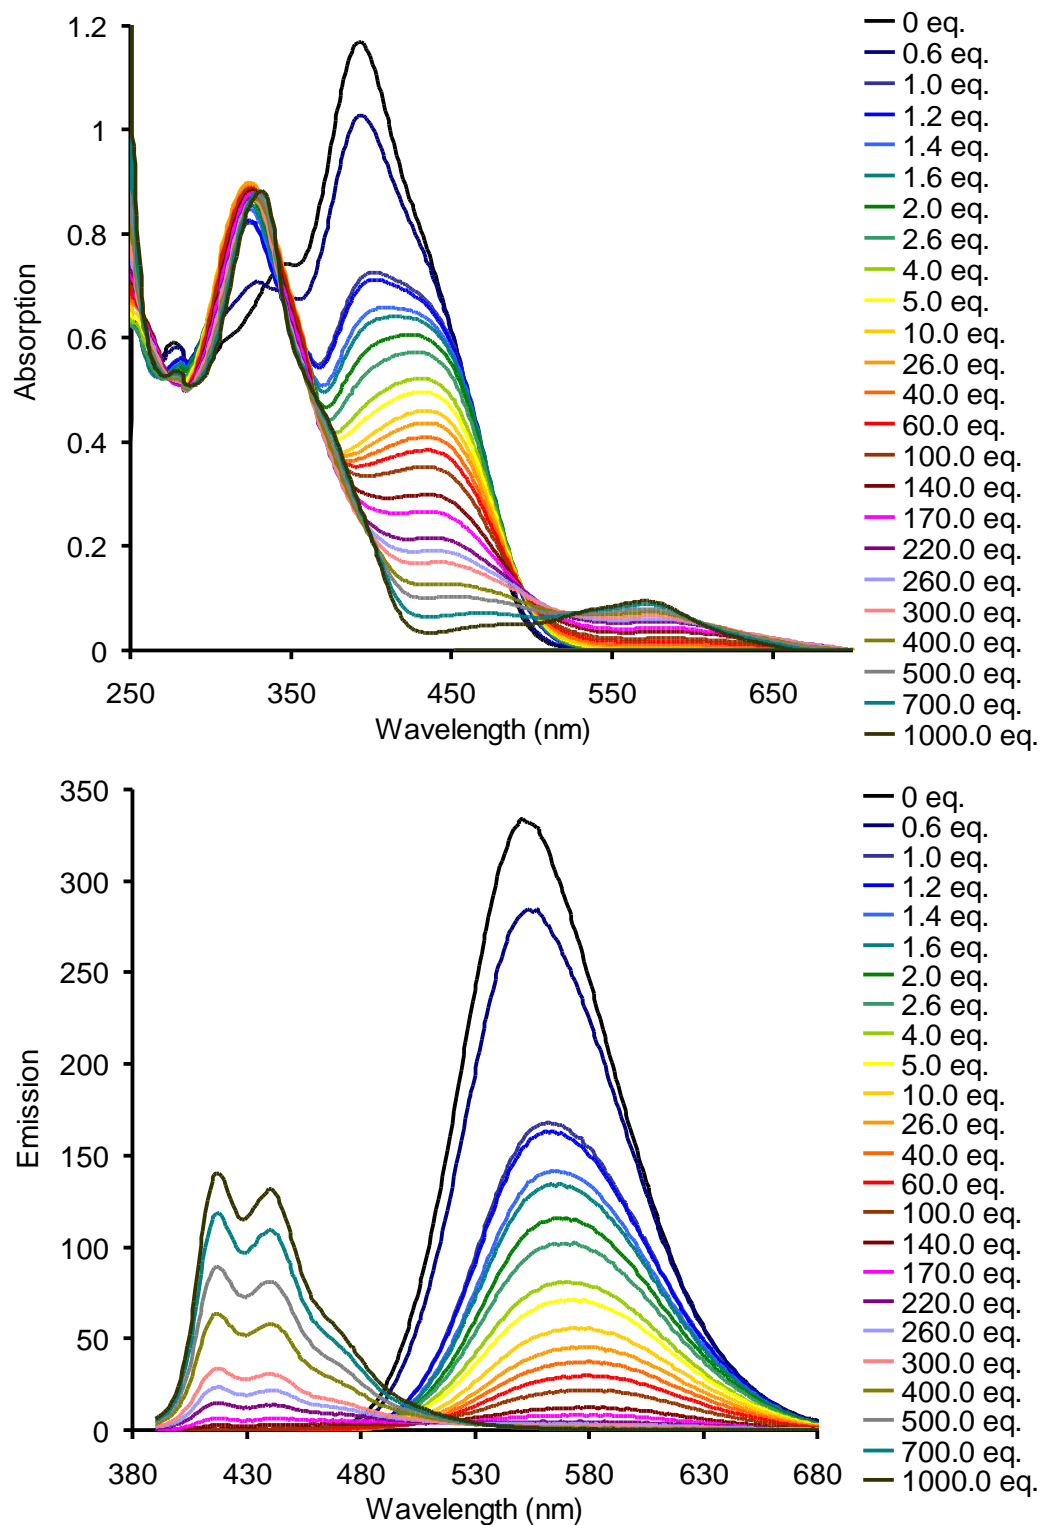 1.2
1
0.8
0.6
0.4
0.2
0
Absorption
250 350 450 550 650
Wavelength (nm)
0 eq.
0.6 eq.
1.0 eq.
1.2 eq.
1.4 eq.
1.6 eq.
2.0 eq.
2.6 eq.
4.0 eq.
5.0 eq.
10.0 eq.
26.0 eq.
40.0 eq.
60.0 eq.
100.0 eq.
140.0 eq.
170.0 eq.
220.0 eq.
260.0 eq.
300.0 eq.
400.0 eq.
500.0 eq.
700.0 eq.
1000.0 eq.
350
300
250
200
150
100
50
0
Emission
380 430 480 530 580 630 680
Wavelength (nm)
0 eq.
0.6 eq.
1.0 eq.
1.2 eq.
1.4 eq.
1.6 eq.
2.0 eq.
2.6 eq.
4.0 eq.
5.0 eq.
10.0 eq.
26.0 eq.
40.0 eq.
60.0 eq.
100.0 eq.
140.0 eq.
170.0 eq.
220.0 eq.
260.0 eq.
300.0 eq.
400.0 eq.
500.0 eq.
700.0 eq.
1000.0 eq.